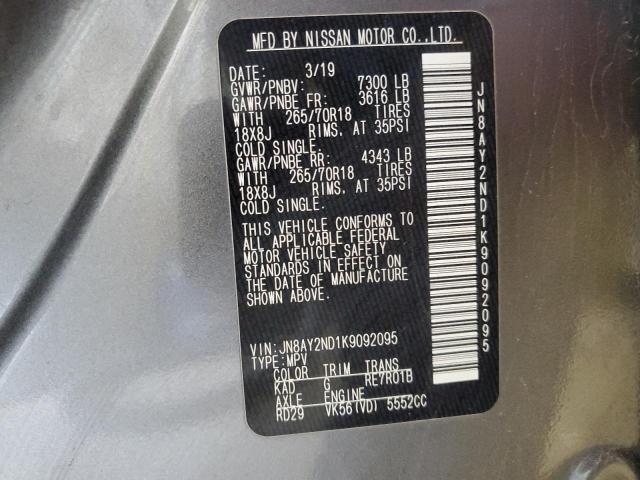 MFD BY NISSAN MOTOR CO.,LTD.
DATE: 3/19
GVWR/PNBV: 7300 LB
GAWR/PNBE FR: 3616 LB
WITH 265/70R18 TIRES
18X8J RIMS, AT 35PSI
COLD SINGLE.
GAWR/PNBE RR: 4343 LB
WITH 265/70R18 TIRES
18X8J RIMS, AT 35PSI
COLD SINGLE.
THIS VEHICLE CONFORMS TO
ALL APPLICABLE FEDERAL
MOTOR VEHICLE SAFETY
STANDARDS IN EFFECT ON
THE DATE OF MANUFACTURE
SHOWN ABOVE.
VIN: JN8AY2ND1K9092095
TYPE: MPV
COLOR TRIM TRANS
KAD G RE7R01B
AXLE ENGINE
RD29 VK56(VD) 5552CC
JN8AY2ND1K9092095